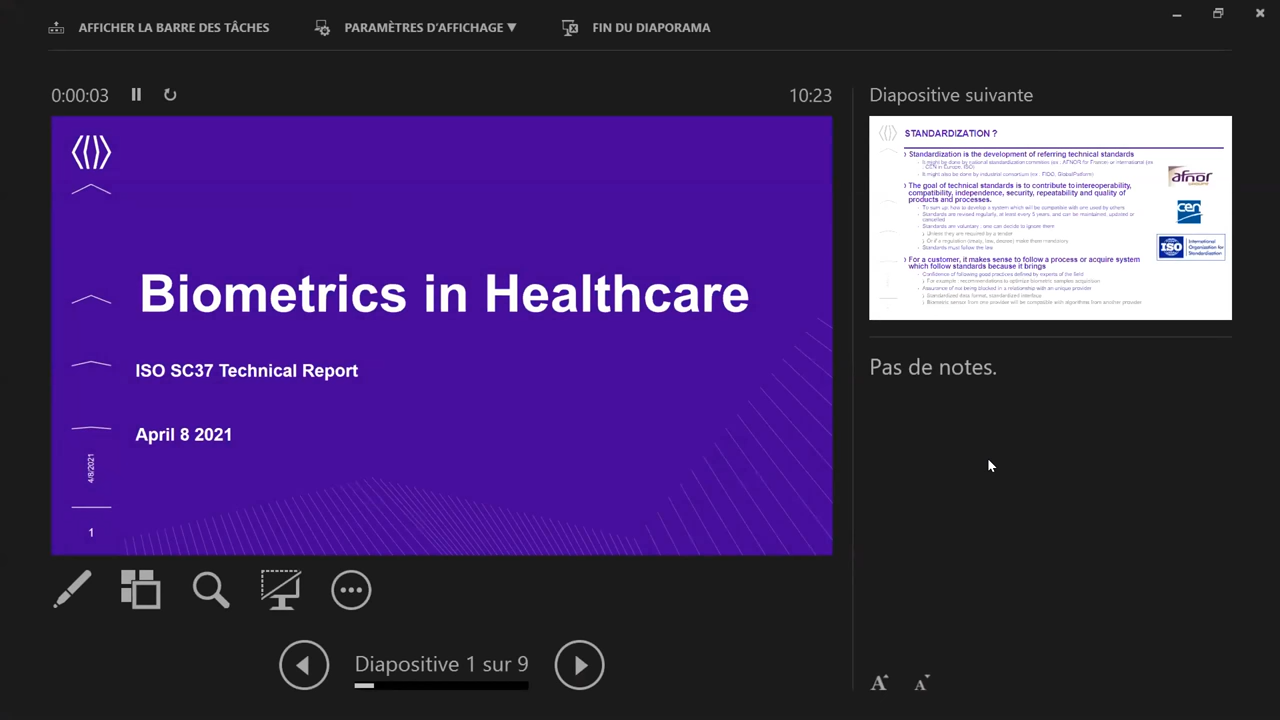 AFFICHER LA BARRE DES TÂCHES
PARAMÈTRES D'AFFICHAGE ▼
FIN DU DIAPORAMA
0:00:03
10:23
Biometrics in Healthcare
ISO SC37 Technical Report
April 8 2021
4/8/2021
1
Diapositive 1 sur 9
Diapositive suivante
STANDARDIZATION ?
Standardization is the development of referring technical standards
It might be done by national standardization committee (ex : AFNOR for France) or international (ex
: CEN in Europe, ISO)
It might also be done by industrial consortium (ex : FIDO, GlobalPlatform)
The goal of technical standards is to contribute to interoperability,
compatibility, independence, security, repeatability and quality of
products and processes.
To sum up: how to develop a system which will be compatible with one used by others
Standards are revised regularly, at least every 5 years, and can be maintained, updated or
cancelled
Standards are voluntary : one can decide to ignore them
Unless they are required by a tender
Or if a regulation (treaty, law, decree) make them mandatory
Standards must follow the law
For a customer, it makes sense to follow a process or acquire system
which follow standards because it brings
Confidence of following good practices defined by experts of the field
For example : recommendations to optimize biometric samples acquisition
Assurance of not being blocked in a relationship with an unique provider
Standardized data format, standardized interface
Biometric sensor from one provider will be compatible with algorithms from another provider
afnor
GROUPE
cen
ISO
International
Organization for
Standardization
Pas de notes.
A
A